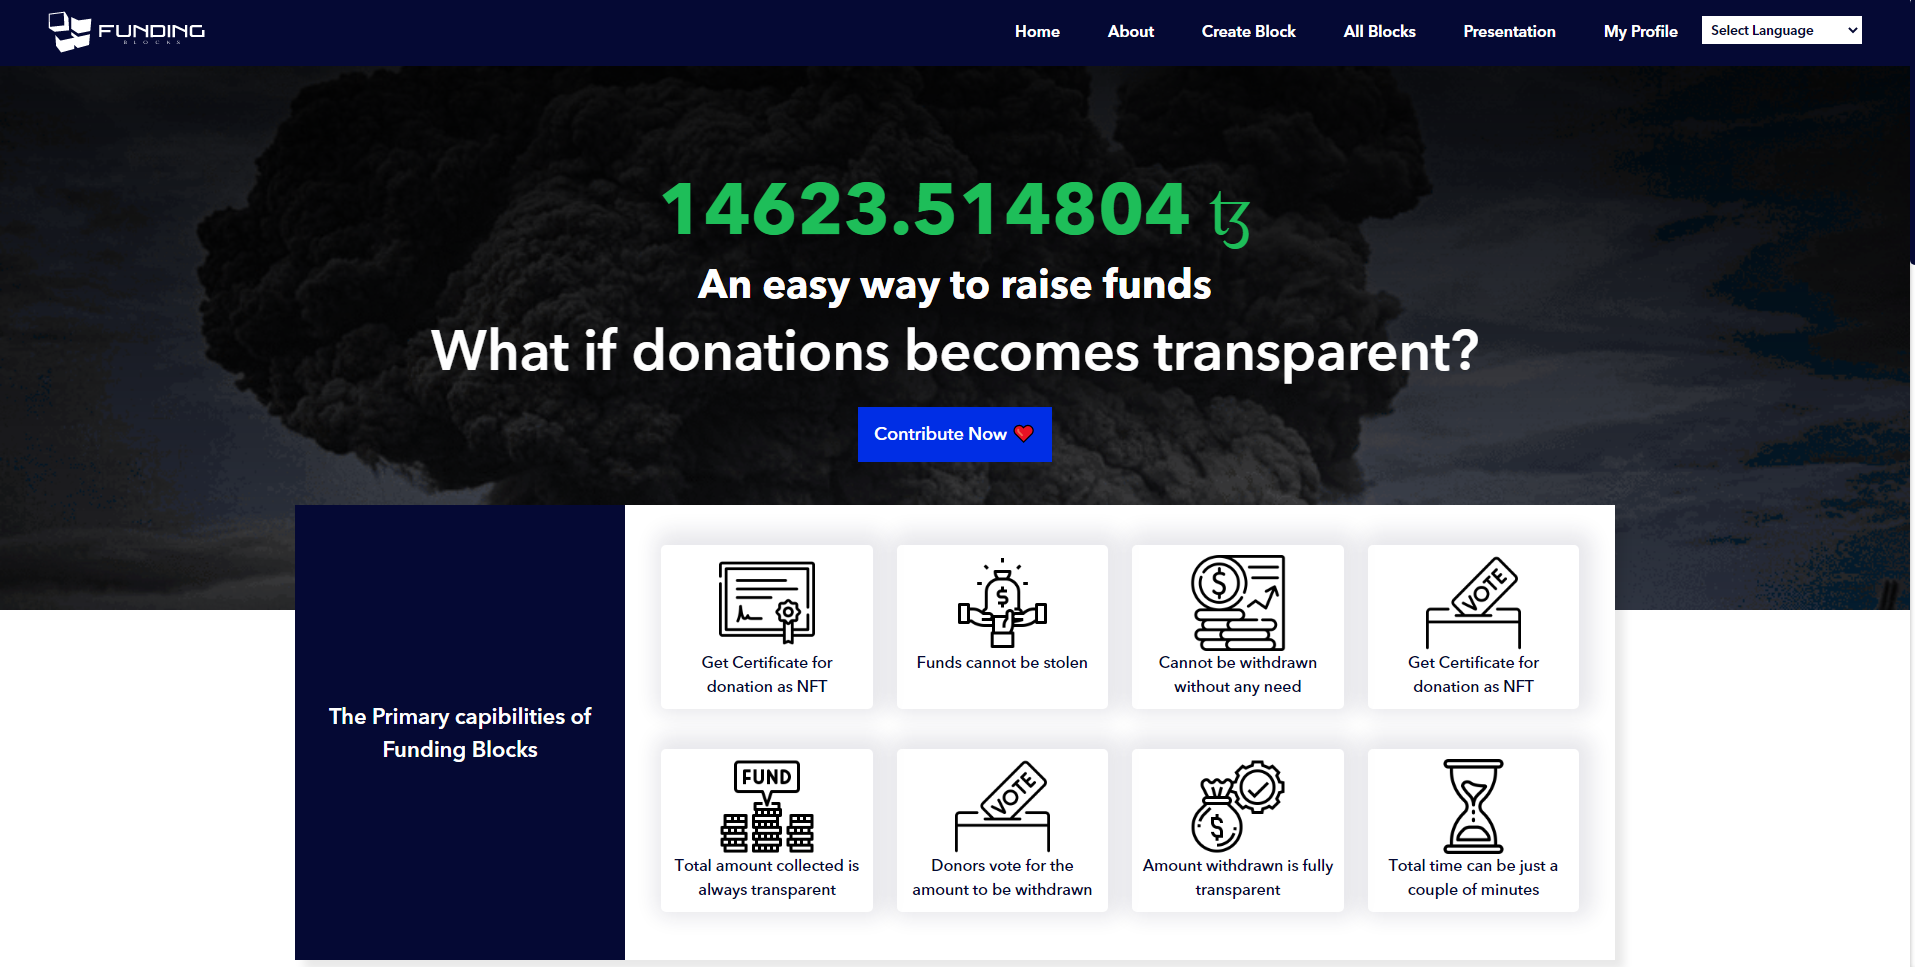 FUNDING
BLOCKS
Home About Create Block All Blocks Presentation My Profile Select Language
14623.514804 ꜩ
An easy way to raise funds
What if donations becomes transparent?
Contribute Now ❤
The Primary capibilities of
Funding Blocks
Get Certificate for
donation as NFT
$
Funds cannot be stolen
$
Cannot be withdrawn
without any need
VOTE
Get Certificate for
donation as NFT
FUND
Total amount collected is
always transparent
VOTE
Donors vote for the
amount to be withdrawn
$
Amount withdrawn is fully
transparent
Total time can be just a
couple of minutes